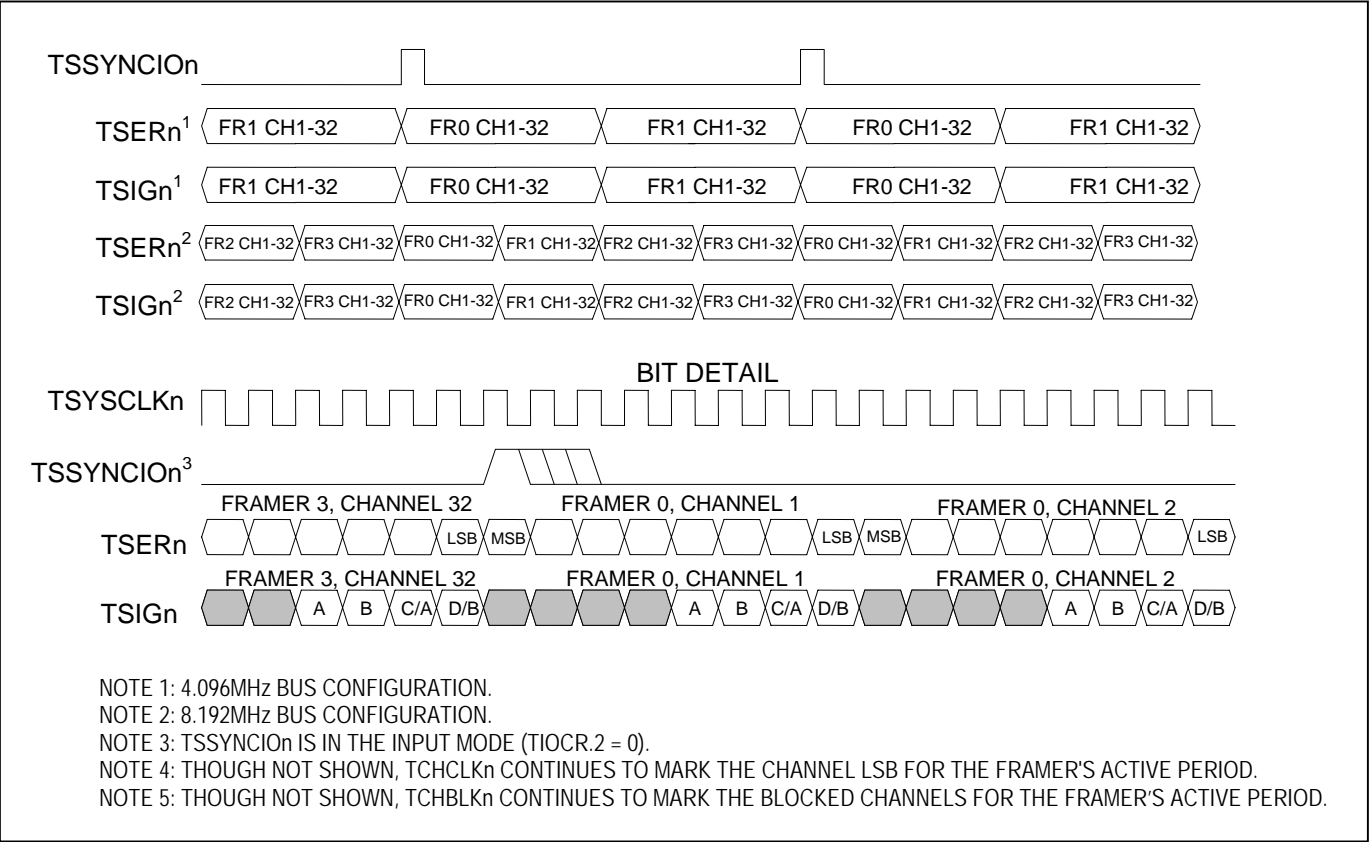 TSSYNCIOn
TSERn1 FR1 CH1-32 FR0 CH1-32 FR1 CH1-32 FR0 CH1-32 FR1 CH1-32
TSIGn1 FR1 CH1-32 FR0 CH1-32 FR1 CH1-32 FR0 CH1-32 FR1 CH1-32
TSERn2 FR2 CH1-32 FR3 CH1-32 FR0 CH1-32 FR1 CH1-32 FR2 CH1-32 FR3 CH1-32 FR0 CH1-32 FR1 CH1-32 FR2 CH1-32 FR3 CH1-32
TSIGn2 FR2 CH1-32 FR3 CH1-32 FR0 CH1-32 FR1 CH1-32 FR2 CH1-32 FR3 CH1-32 FR0 CH1-32 FR1 CH1-32 FR2 CH1-32 FR3 CH1-32
BIT DETAIL
TSYSCLKn
TSSYNCIOn3
FRAMER 3, CHANNEL 32 FRAMER 0, CHANNEL 1 FRAMER 0, CHANNEL 2
TSERn LSB MSB LSB MSB LSB
FRAMER 3, CHANNEL 32 FRAMER 0, CHANNEL 1 FRAMER 0, CHANNEL 2
TSIGn A B C/A D/B A B C/A D/B A B C/A D/B
NOTE 1: 4.096MHz BUS CONFIGURATION.
NOTE 2: 8.192MHz BUS CONFIGURATION.
NOTE 3: TSSYNCIOn IS IN THE INPUT MODE (TIOCR.2 = 0).
NOTE 4: THOUGH NOT SHOWN, TCHCLKn CONTINUES TO MARK THE CHANNEL LSB FOR THE FRAMER'S ACTIVE PERIOD.
NOTE 5: THOUGH NOT SHOWN, TCHBLKn CONTINUES TO MARK THE BLOCKED CHANNELS FOR THE FRAMER’S ACTIVE PERIOD.